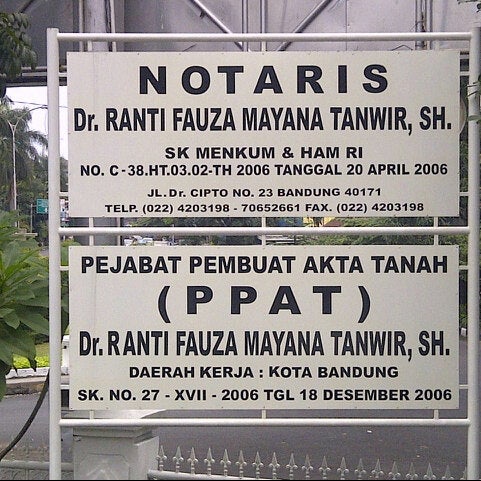 NOTARIS
Dr. RANTI FAUZA MAYANA TANWIR, SH.
SK MENKUM & HAM RI
NO. C-38.HT.03.02-TH 2006 TANGGAL 20 APRIL 2006
JL.Dr. CIPTO NO. 23 BANDUNG 40171
TELP. (022) 4203198 - 70652661 FAX. (022) 4203198
PEJABAT PEMBUAT AKTA TANAH
(PPAT)
Dr. RANTI FAUZA MAYANA TANWIR, SH.
DAERAH KERJA : KOTA BANDUNG
SK. NO. 27 - XVII - 2006 TGL 18 DESEMBER 2006